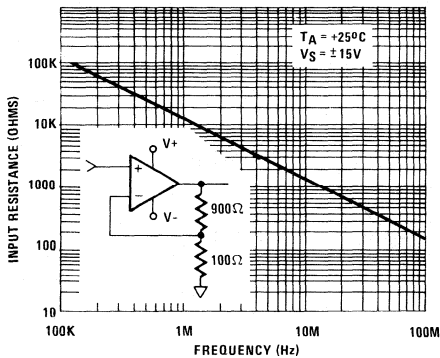 TA = +25°C
VS = ±15V
INPUT RESISTANCE (OHMS)
100K
10K
1000
100
10
V+
+
−
V-
900Ω
100Ω
100K
1M
10M
100M
FREQUENCY (Hz)